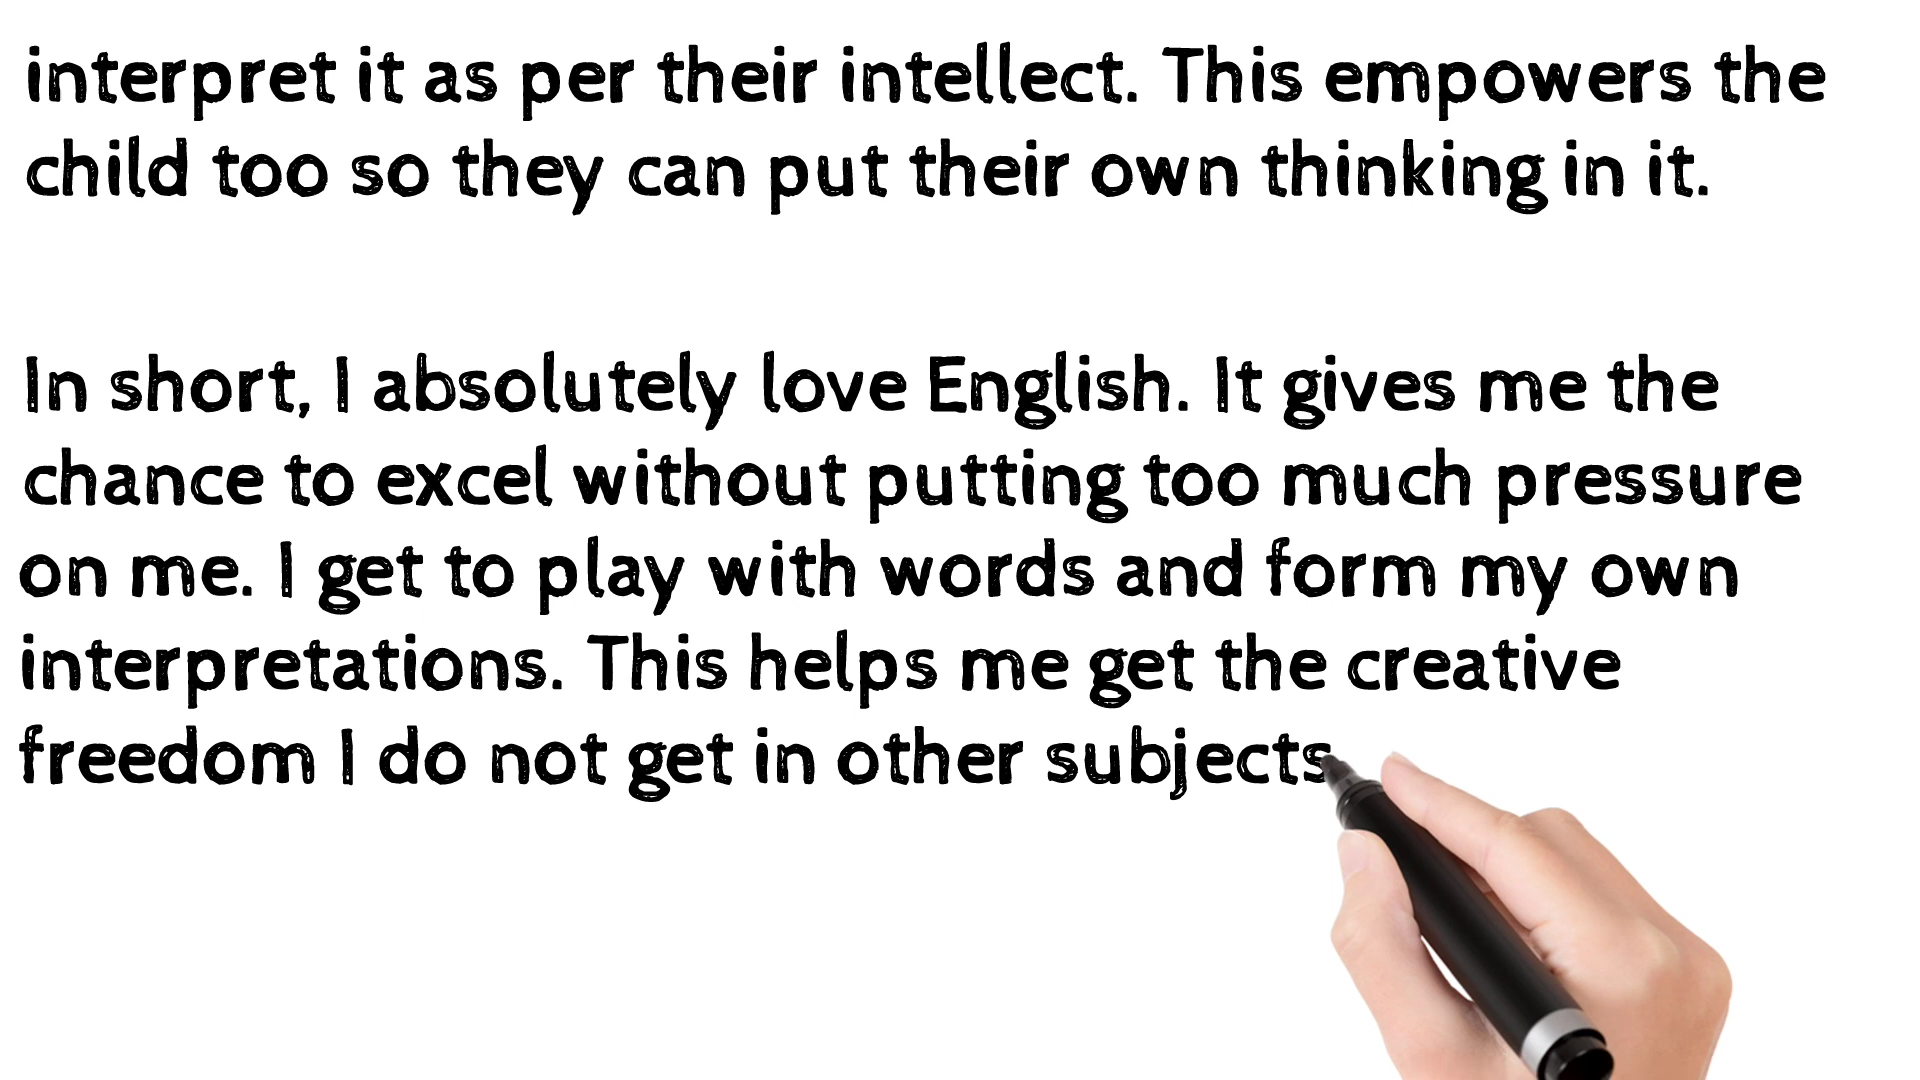 interpret it as per their intellect. This empowers the
child too so they can put their own thinking in it.
In short, I absolutely love English. It gives me the
chance to excel without putting too much pressure
on me. I get to play with words and form my own
interpretations. This helps me get the creative
freedom I do not get in other subjects